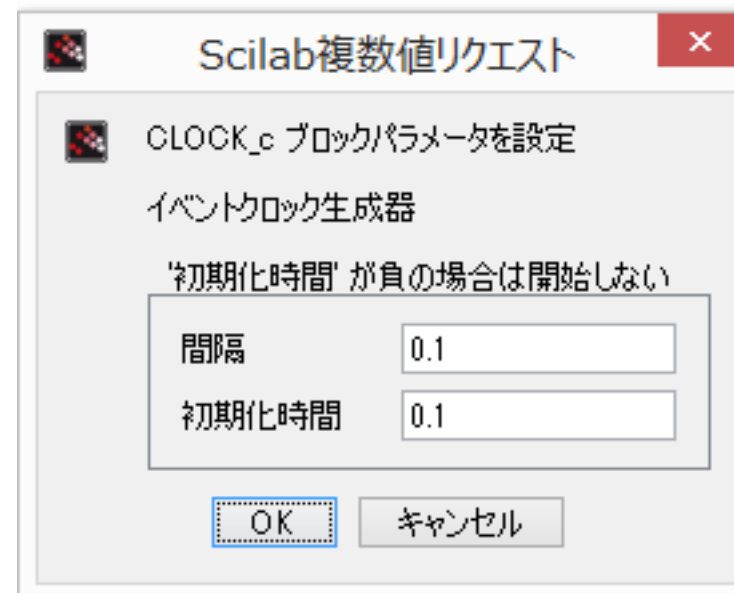 Scilab複数値リクエスト
CLOCK_c ブロックパラメータを設定
イベントクロック生成器
'初期化時間' が負の場合は開始しない
間隔 0.1
初期化時間 0.1
OK キャンセル